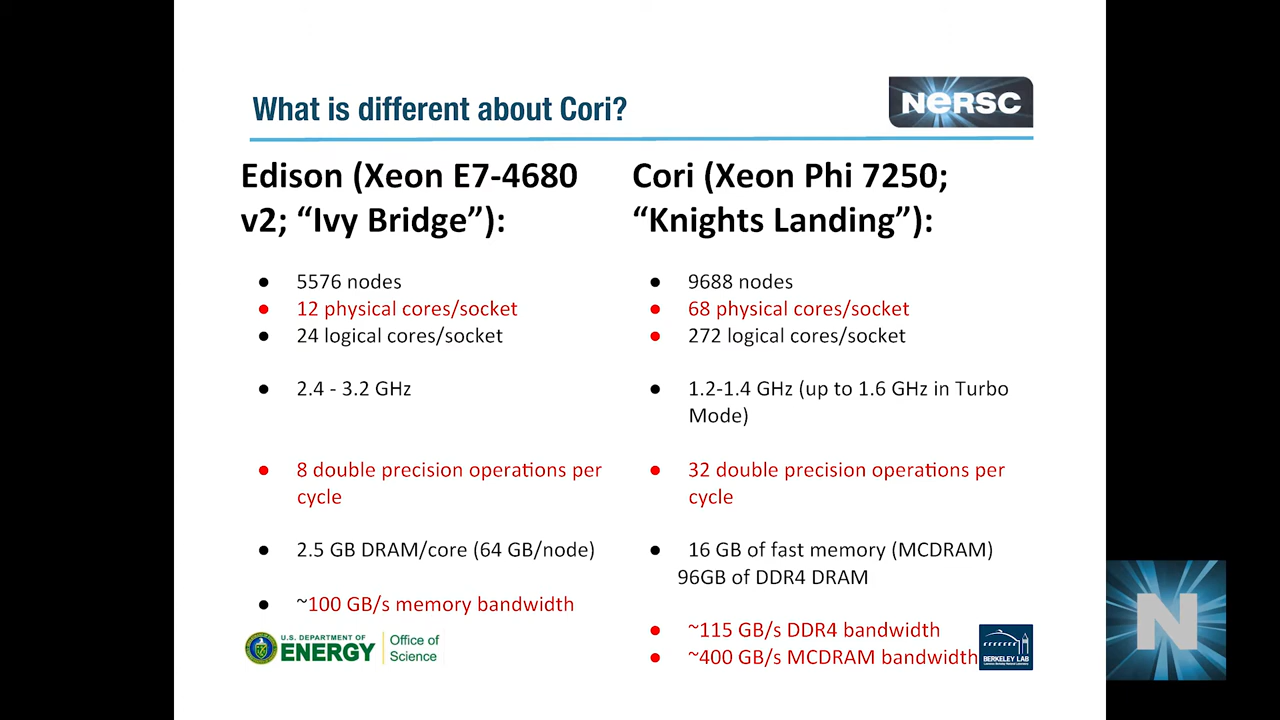 What is different about Cori?
NERSC
Edison (Xeon E7-4680
v2; “Ivy Bridge”):
● 5576 nodes
● 12 physical cores/socket
● 24 logical cores/socket
● 2.4 - 3.2 GHz
● 8 double precision operations per
cycle
● 2.5 GB DRAM/core (64 GB/node)
● ~100 GB/s memory bandwidth
Cori (Xeon Phi 7250;
“Knights Landing”):
● 9688 nodes
● 68 physical cores/socket
● 272 logical cores/socket
● 1.2-1.4 GHz (up to 1.6 GHz in Turbo
Mode)
● 32 double precision operations per
cycle
● 16 GB of fast memory (MCDRAM)
96GB of DDR4 DRAM
● ~115 GB/s DDR4 bandwidth
● ~400 GB/s MCDRAM bandwidth
U.S. DEPARTMENT OF
ENERGY
Office of
Science
BERKELEY LAB
N